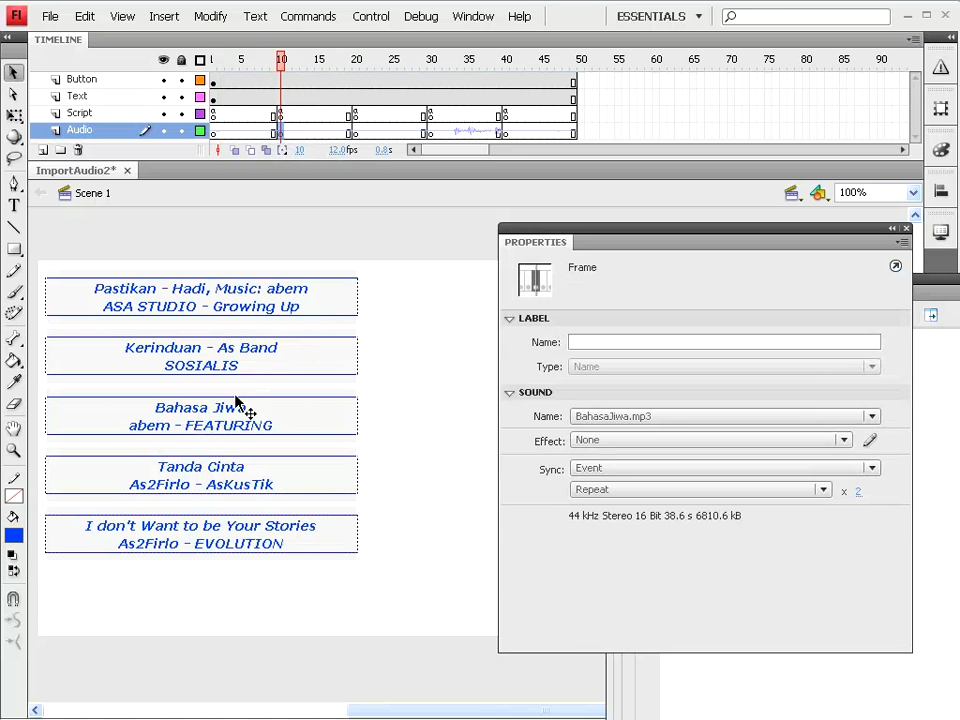 Fl File Edit View Insert Modify Text Commands Control Debug Window Help ESSENTIALS
TIMELINE
1 5 10 15 20 25 30 35 40 45 50 55 60 65 70 75 80 85 90
Button
Text
Script
Audio
10 12.0fps 0.8s
ImportAudio2*
Scene 1 100%
Pastikan - Hadi, Music: abem
ASA STUDIO - Growing Up
Kerinduan - As Band
SOSIALIS
Bahasa Jiwa
abem - FEATURING
Tanda Cinta
As2Firlo - AsKusTik
I don't Want to be Your Stories
As2Firlo - EVOLUTION
PROPERTIES
Frame
LABEL
Name:
Type: Name
SOUND
Name: BahasaJiwa.mp3
Effect: None
Sync: Event
Repeat x 2
44 kHz Stereo 16 Bit 38.6 s 6810.6 kB